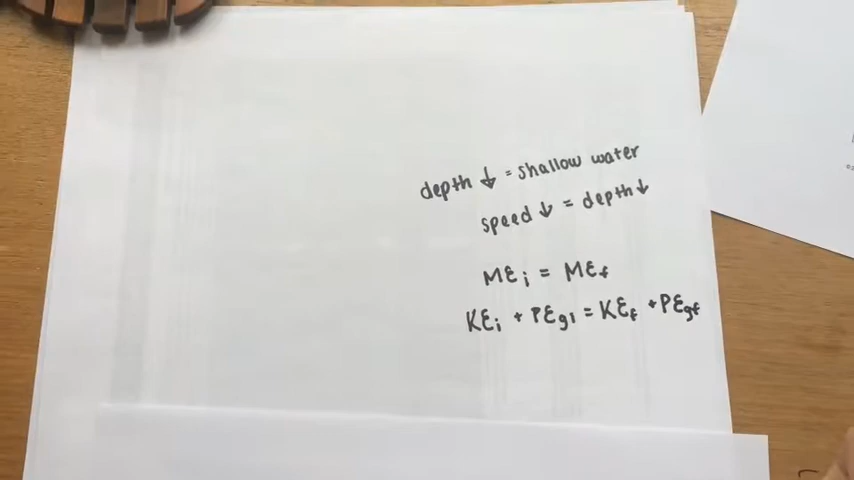 depth ↓ = shallow water
speed ↓ = depth ↓
MEi = MEf
KEi + PEgi = KEf + PEgf